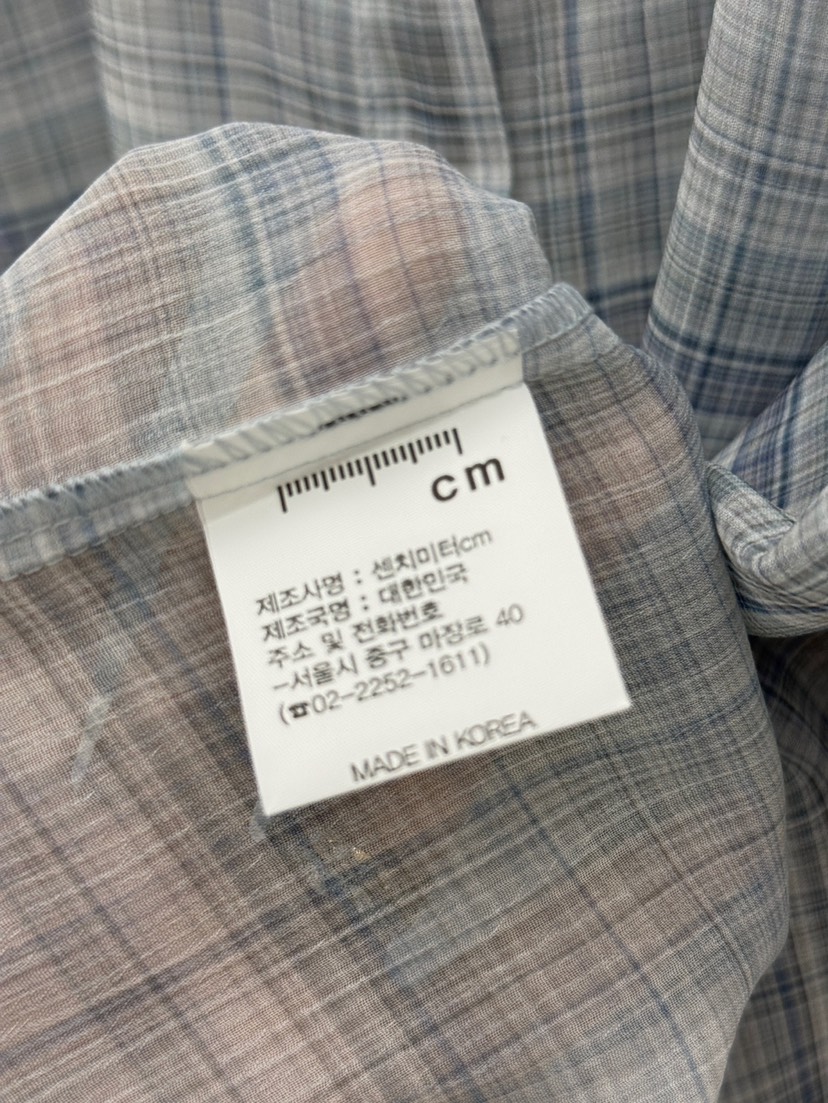 cm
제조사명 : 센치미터cm
제조국명 : 대한민국
주소 및 전화번호
-서울시 중구 마장로 40
(☎02-2252-1611)
MADE IN KOREA